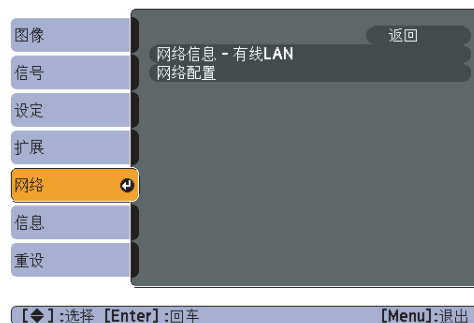 图像
信号
设定
扩展
网络
信息
重设
返回
网络信息 - 有线LAN
网络配置
[◆]:选择 [Enter]:回车 [Menu]:退出